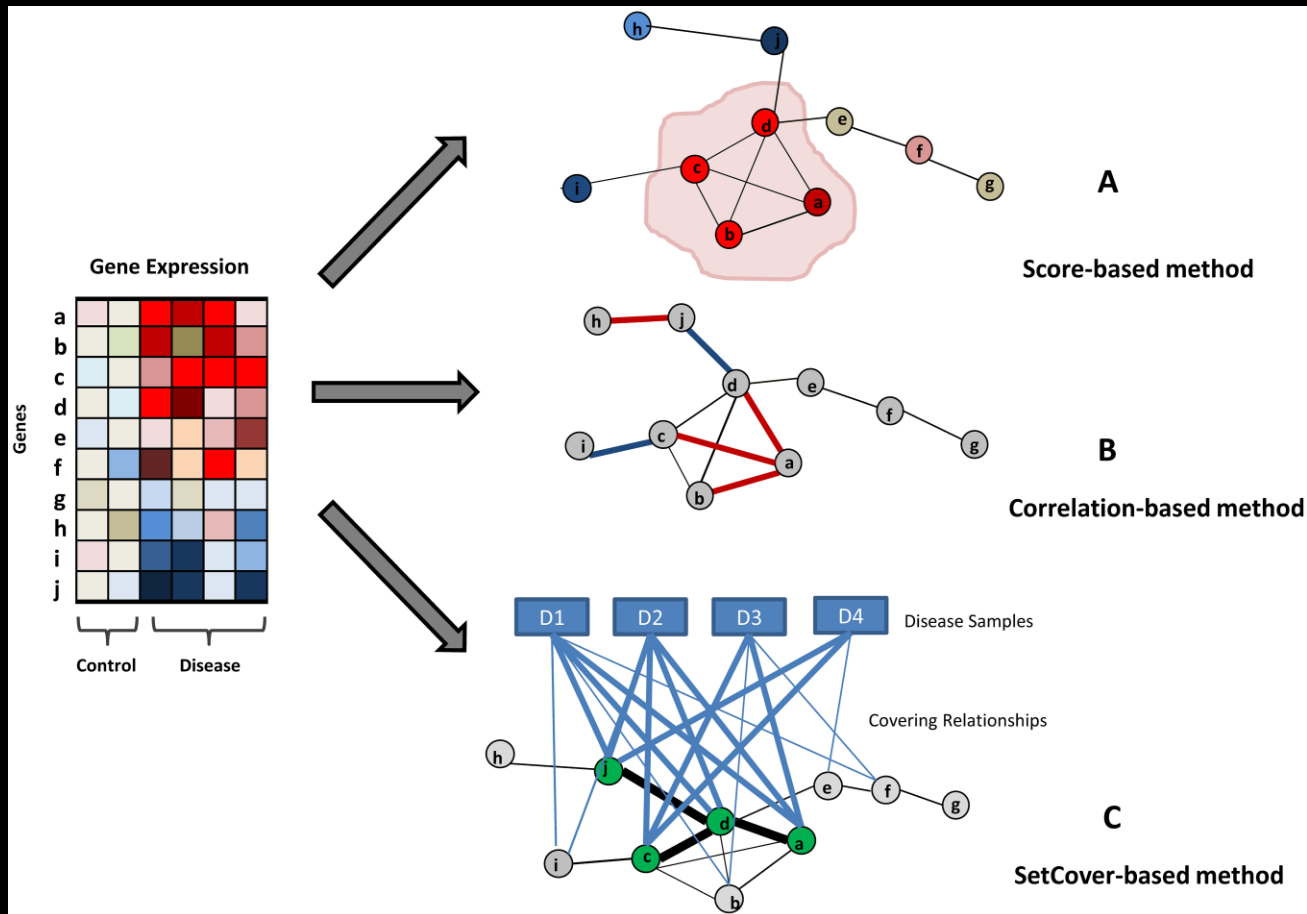 h
j
d
e
c
f
i
g
a
b
A
Score-based method
Gene Expression
Genes
a
b
c
d
e
f
g
h
i
j
Control
Disease
h
j
d
e
f
c
i
g
a
b
B
Correlation-based method
D1
D2
D3
D4
Disease Samples
Covering Relationships
h
j
e
f
g
d
a
c
i
b
C
SetCover-based method